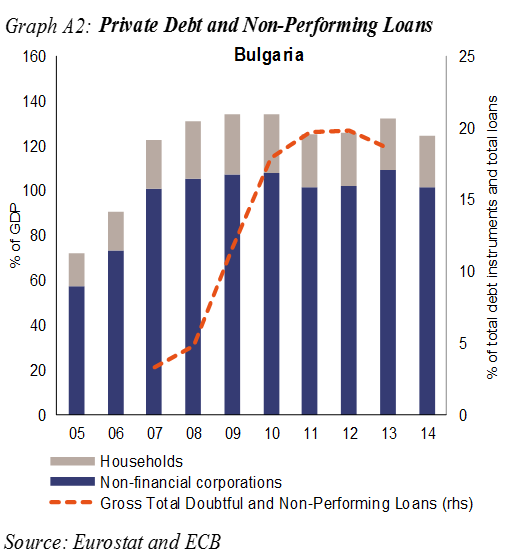 Graph A2: Private Debt and Non-Performing Loans
Bulgaria
160
140
120
100
80
60
40
20
0
% of GDP
25
20
15
10
5
0
% of total debt instruments and total loans
05 06 07 08 09 10 11 12 13 14
Households
Non-financial corporations
Gross Total Doubtful and Non-Performing Loans (rhs)
Source: Eurostat and ECB